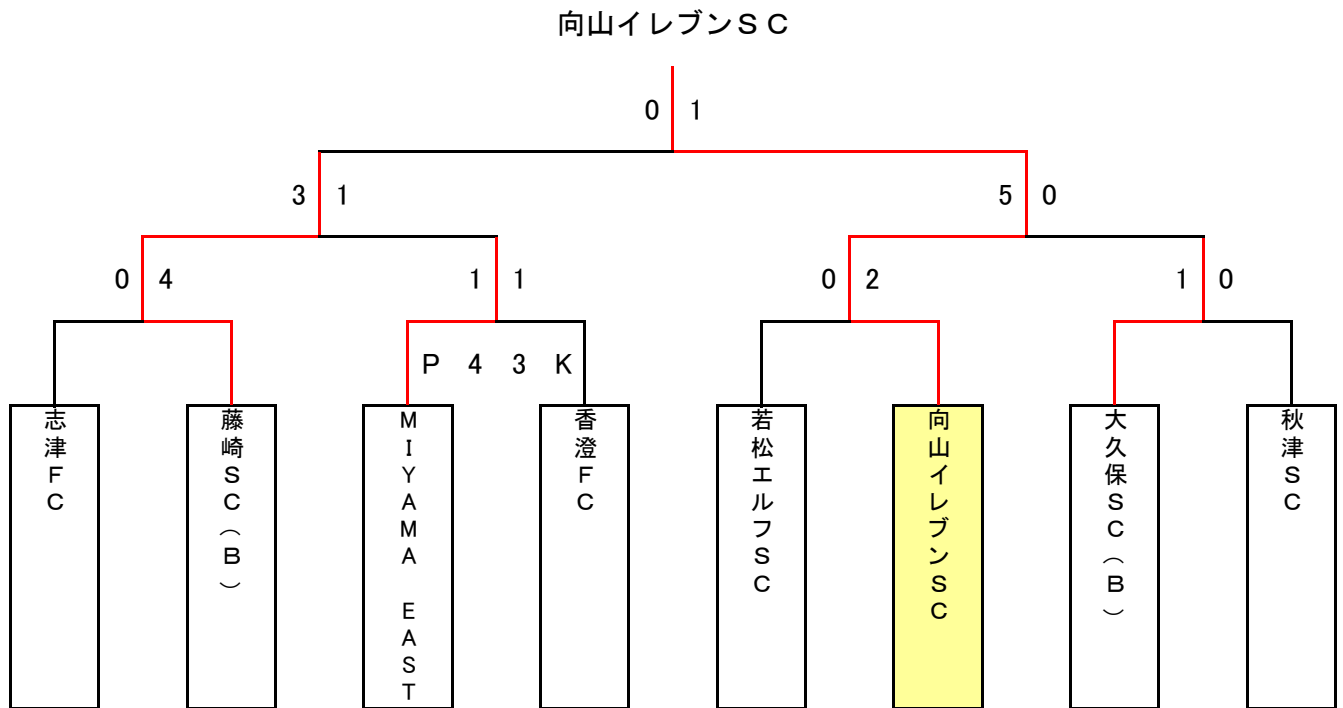 向山イレブンＳＣ
0 1
3 1
5 0
0 4
1 1
0 2
1 0
P 4 3 K
志津FC
藤崎SC（B）
MIYAMA EAST
香澄FC
若松エルフSC
向山イレブンSC
大久保SC（B）
秋津SC